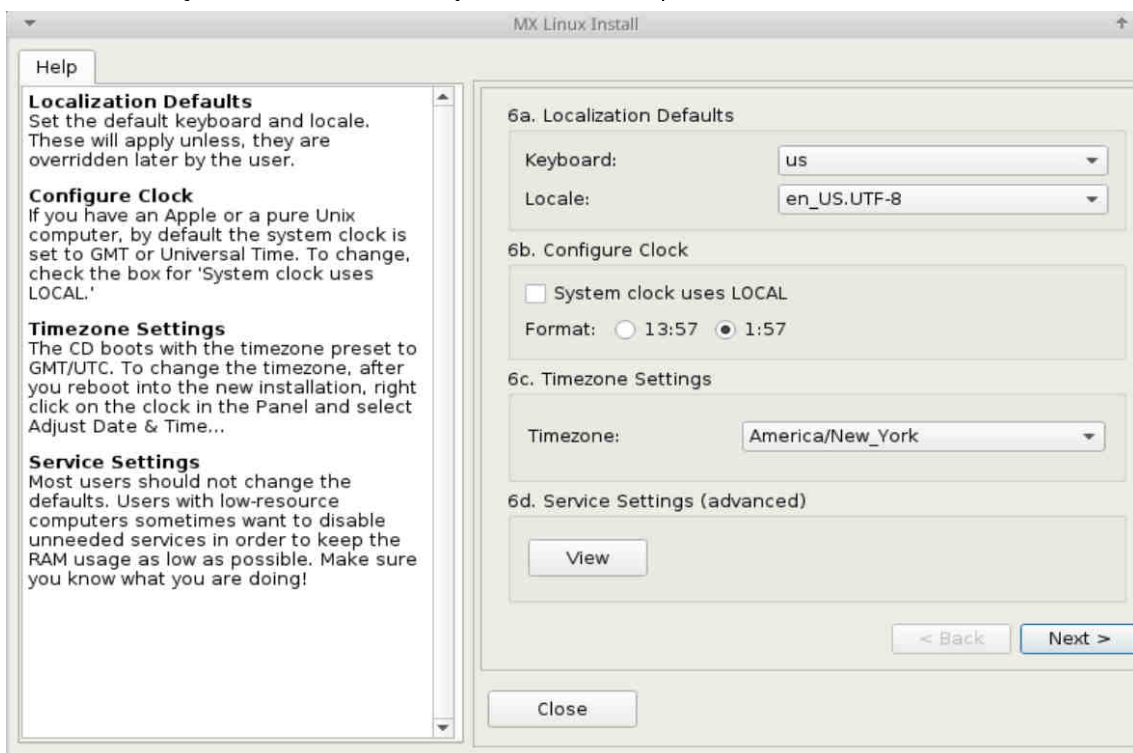 MX Linux Install
Help
Localization Defaults
Set the default keyboard and locale.
These will apply unless, they are
overridden later by the user.
Configure Clock
If you have an Apple or a pure Unix
computer, by default the system clock is
set to GMT or Universal Time. To change,
check the box for 'System clock uses
LOCAL.'
Timezone Settings
The CD boots with the timezone preset to
GMT/UTC. To change the timezone, after
you reboot into the new installation, right
click on the clock in the Panel and select
Adjust Date & Time...
Service Settings
Most users should not change the
defaults. Users with low-resource
computers sometimes want to disable
unneeded services in order to keep the
RAM usage as low as possible. Make sure
you know what you are doing!
6a. Localization Defaults
Keyboard: us
Locale: en_US.UTF-8
6b. Configure Clock
System clock uses LOCAL
Format: 13:57 1:57
6c. Timezone Settings
Timezone: America/New_York
6d. Service Settings (advanced)
View
< Back Next >
Close